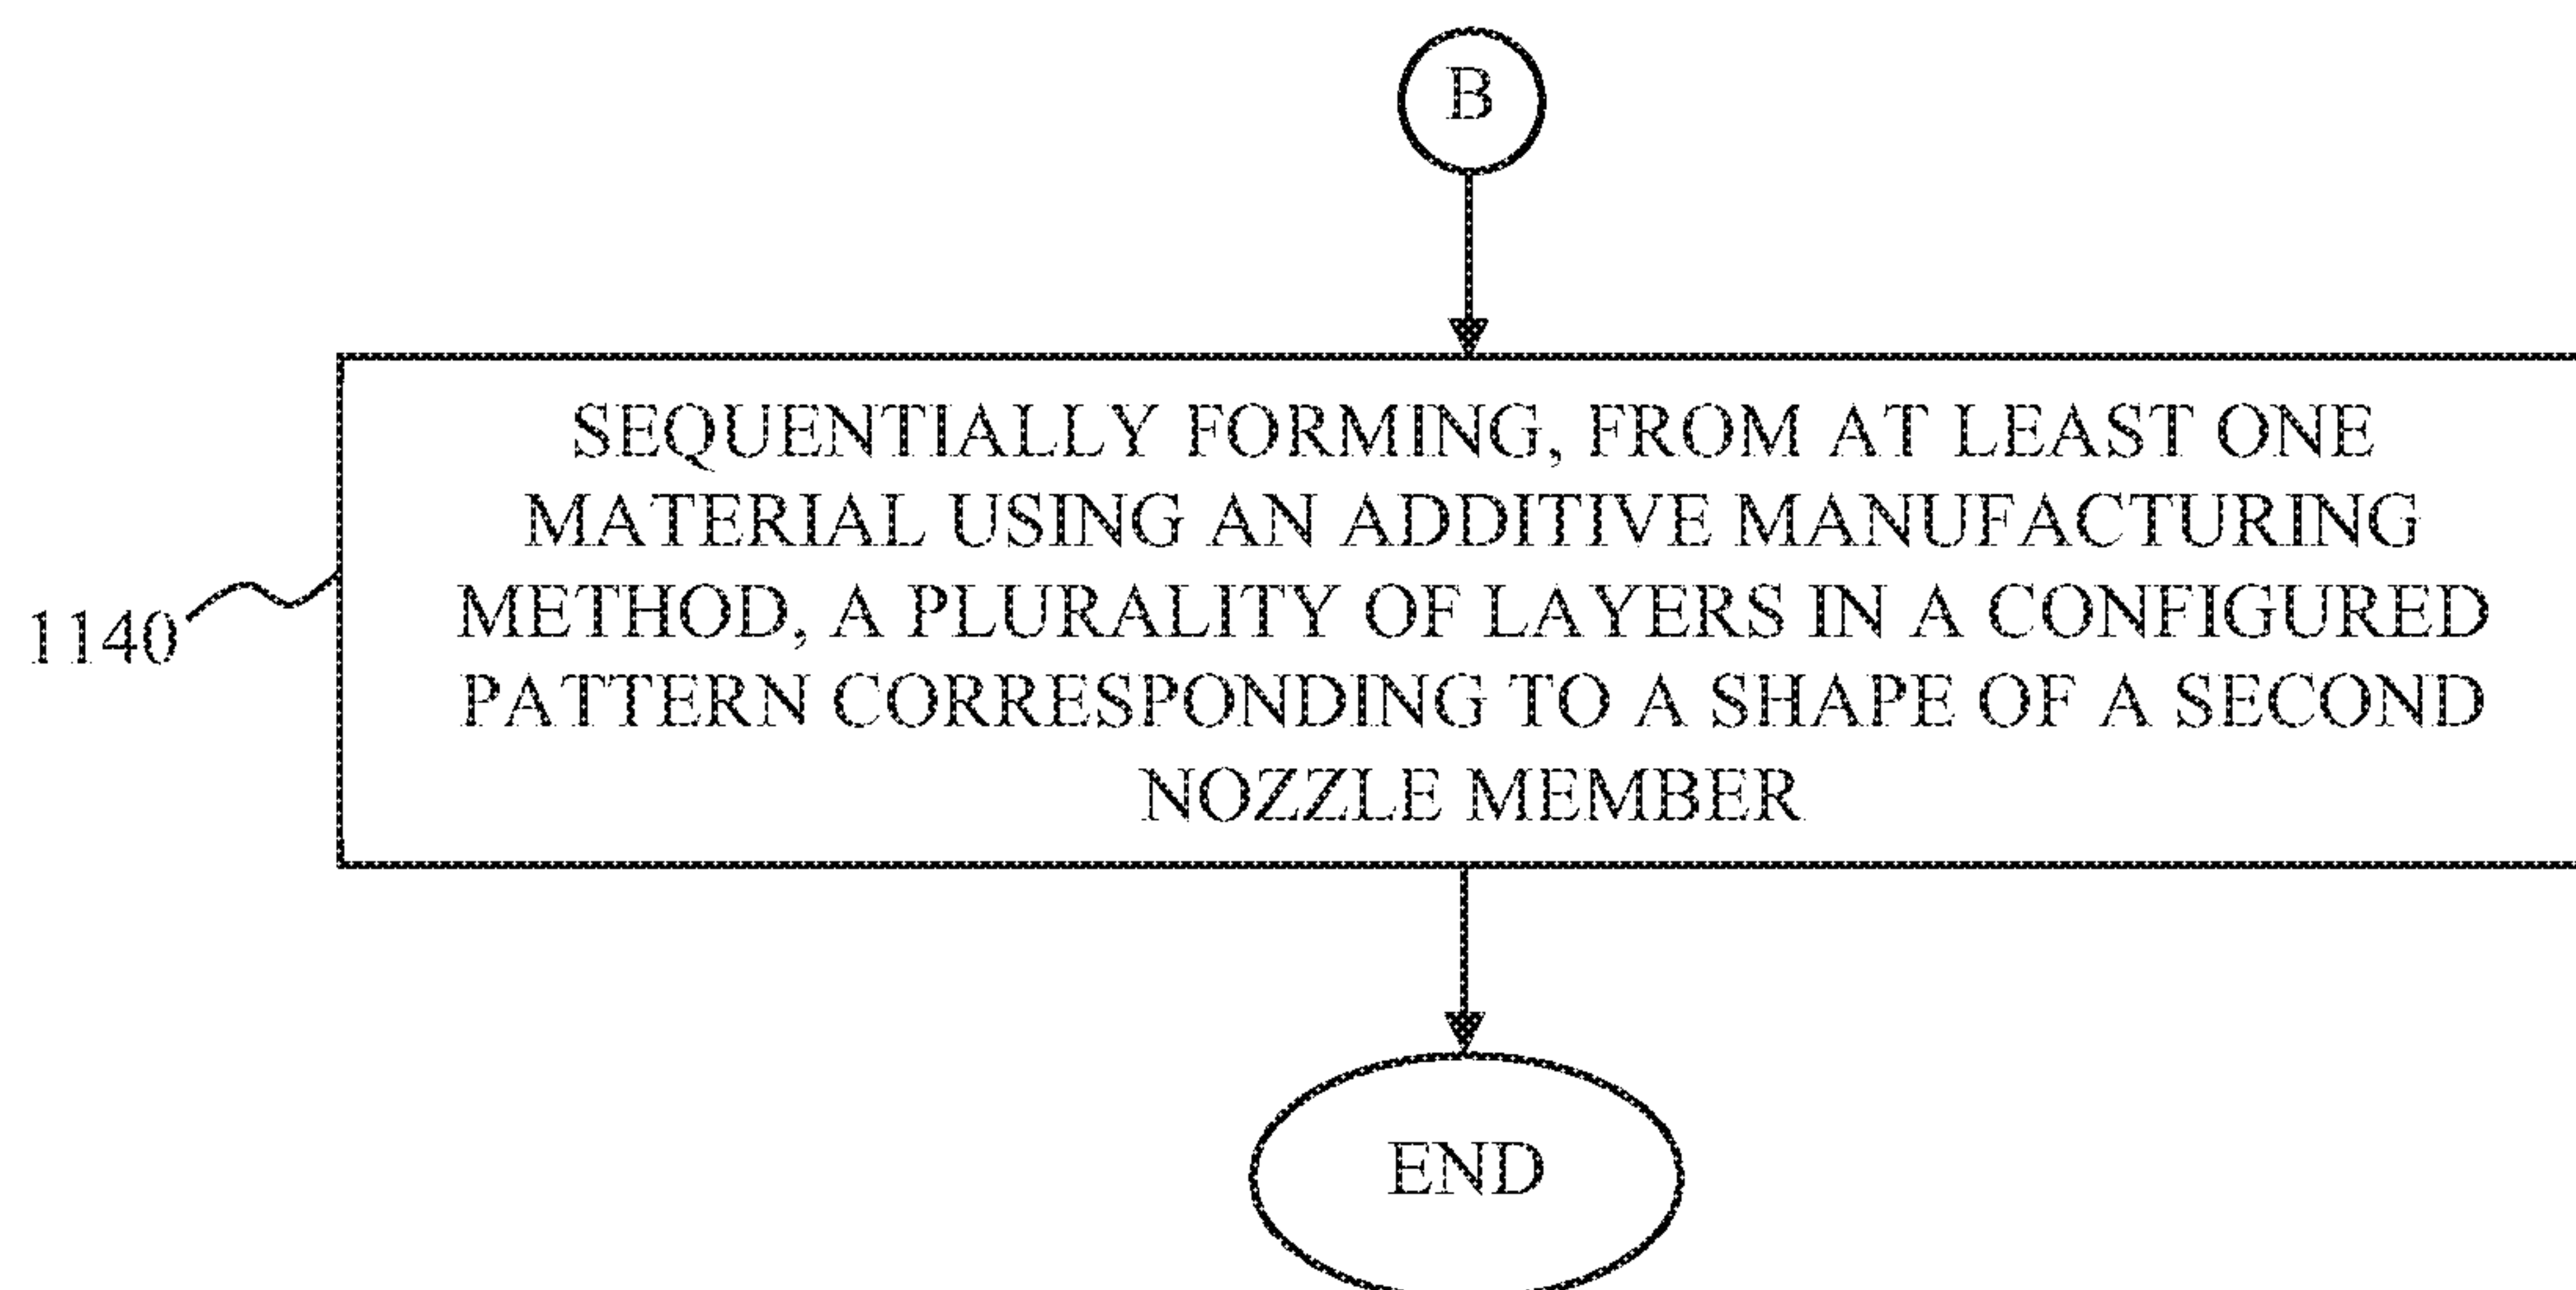 B
SEQUENTIALLY FORMING, FROM AT LEAST ONE
MATERIAL USING AN ADDITIVE MANUFACTURING
METHOD, A PLURALITY OF LAYERS IN A CONFIGURED
1140
PATTERN CORRESPONDING TO A SHAPE OF A SECOND
NOZZLE MEMBER
END